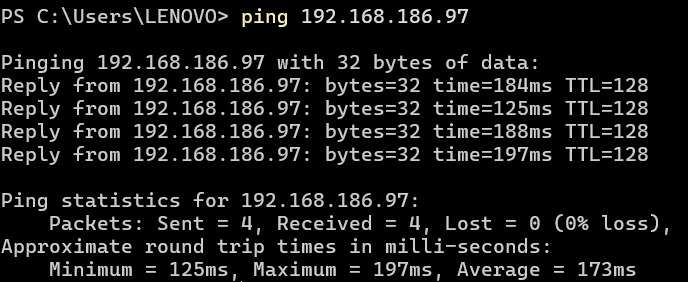 PS C:\Users\LENOVO> ping 192.168.186.97
Pinging 192.168.186.97 with 32 bytes of data:
Reply from 192.168.186.97: bytes=32 time=184ms TTL=128
Reply from 192.168.186.97: bytes=32 time=125ms TTL=128
Reply from 192.168.186.97: bytes=32 time=188ms TTL=128
Reply from 192.168.186.97: bytes=32 time=197ms TTL=128
Ping statistics for 192.168.186.97:
Packets: Sent = 4, Received = 4, Lost = 0 (0% loss),
Approximate round trip times in milli-seconds:
Minimum = 125ms, Maximum = 197ms, Average = 173ms